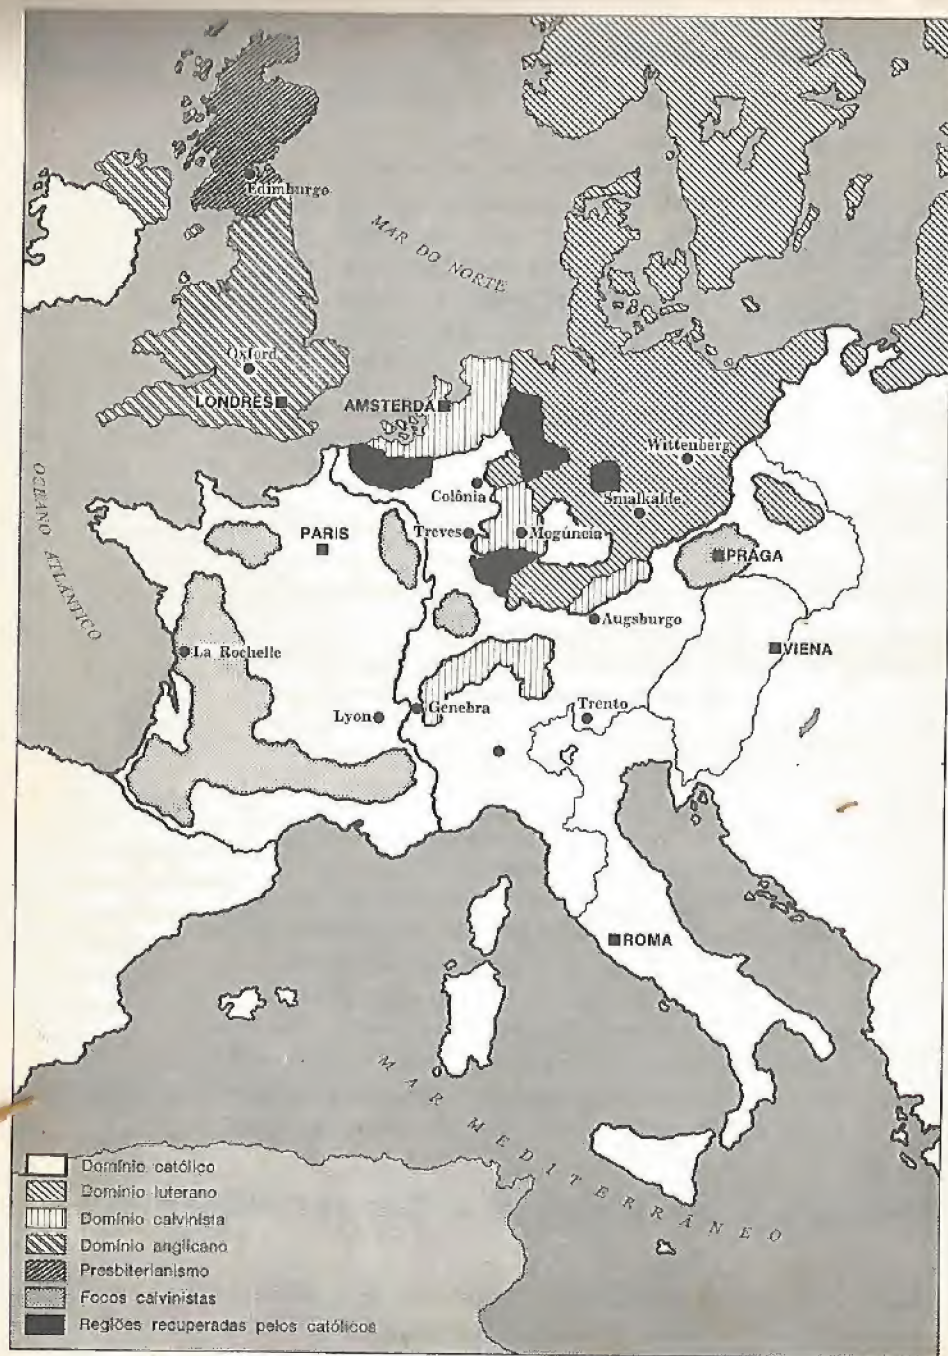 Edimburgo
MAR DO NORTE
Oxford
LONDRES
AMSTERDA
OCEANO ATLÂNTICO
Wittenberg
Colônia
Smalkalde
PARIS
Treves
Mogúncia
PRAGA
Augsburgo
VIENA
La Rochelle
Lyon
Genebra
Trento
ROMA
MAR MEDITERRÂNEO
Domínio católico
Domínio luterano
Domínio calvinista
Domínio anglicano
Presbiterianismo
Focos calvinistas
Regiões recuperadas pelos católicos